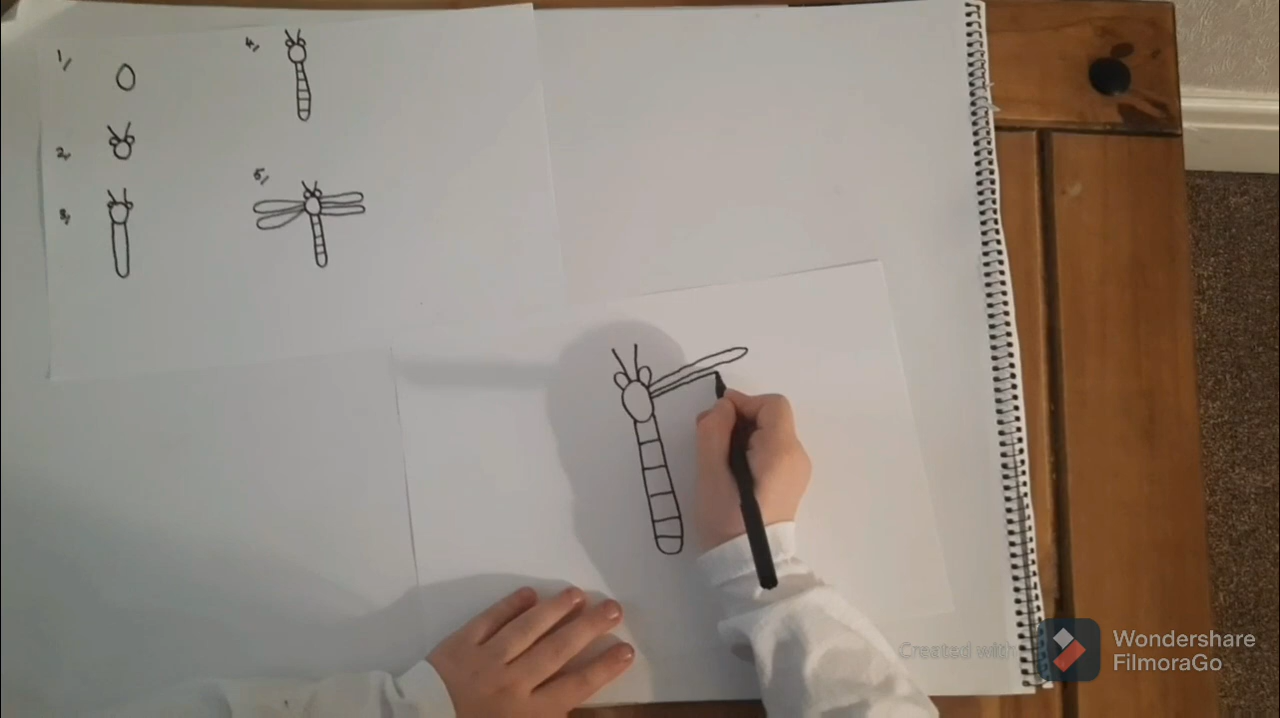 1,
4,
2,
5,
3,
Created with
Wondershare
FilmoraGo